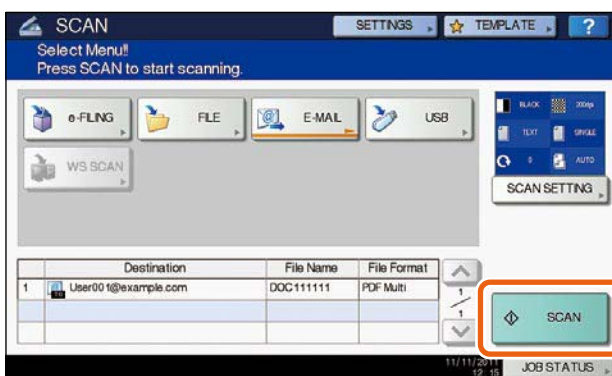 SCAN
SETTINGS
TEMPLATE
?
Select Menu!!
Press SCAN to start scanning.
e-FILING
FILE
E-MAIL
USB
BLACK
200dpi
TEXT
SINGLE
0
AUTO
WS SCAN
SCAN SETTING
Destination File Name File Format
1 TO User001@example.com DOC111111 PDF Multi
1
1
SCAN
11/11/2011
12:15
JOB STATUS